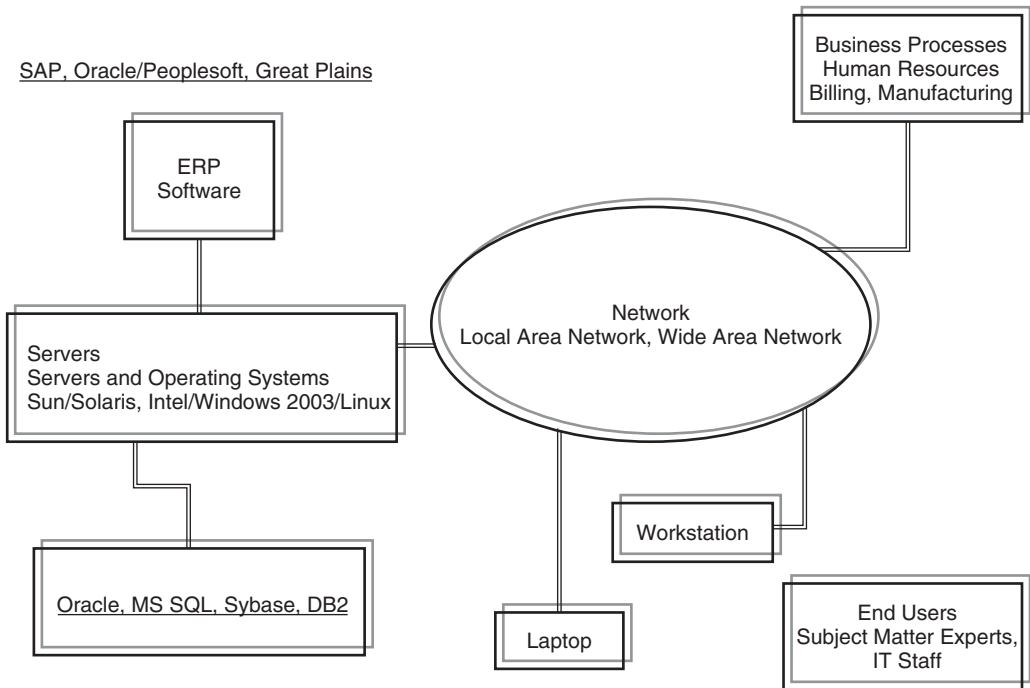 SAP, Oracle/Peoplesoft, Great Plains
Business Processes
Human Resources
Billing, Manufacturing
ERP
Software
Network
Local Area Network, Wide Area Network
Servers
Servers and Operating Systems
Sun/Solaris, Intel/Windows 2003/Linux
Workstation
Oracle, MS SQL, Sybase, DB2
Laptop
End Users
Subject Matter Experts,
IT Staff